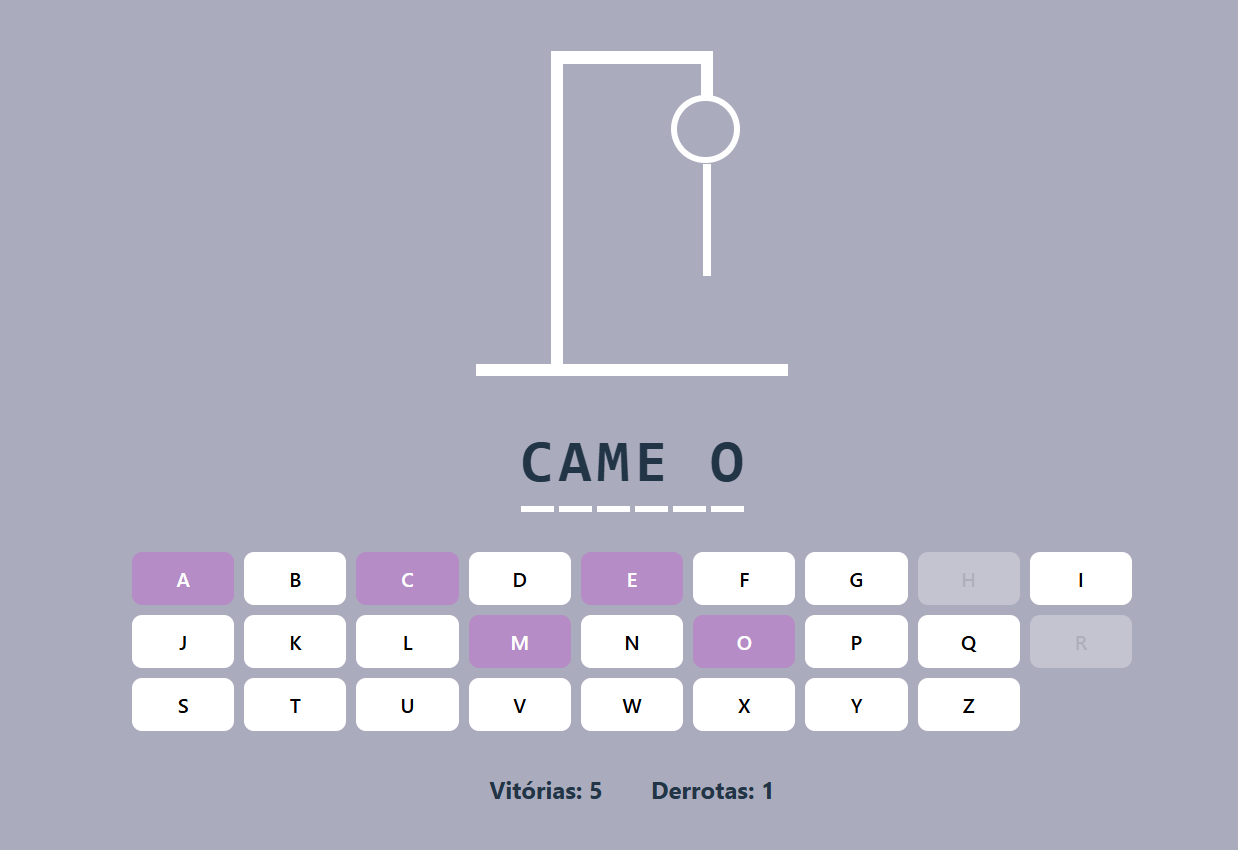 CAME O
A B C D E F G H I
J K L M N O P Q R
S T U V W X Y Z
Vitórias: 5 Derrotas: 1